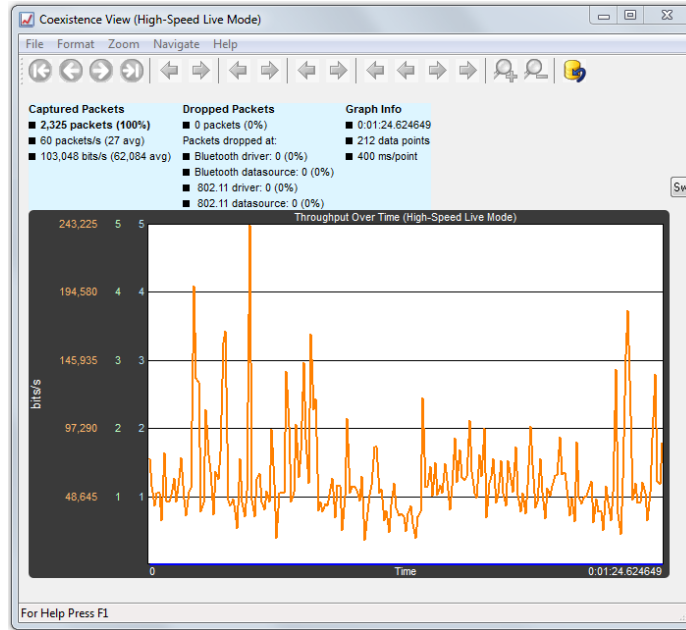 Coexistence View (High-Speed Live Mode)
File Format Zoom Navigate Help
Captured Packets
2,325 packets (100%)
60 packets/s (27 avg)
103,048 bits/s (62,084 avg)
Dropped Packets
0 packets (0%)
Packets dropped at:
Bluetooth driver: 0 (0%)
Bluetooth datasource: 0 (0%)
802.11 driver: 0 (0%)
802.11 datasource: 0 (0%)
Graph Info
0:01:24.624649
212 data points
400 ms/point
Sw
Throughput Over Time (High-Speed Live Mode)
243,225 5 5
194,580 4 4
145,935 3 3
97,290 2 2
48,645 1 1
bits/s
0 Time 0:01:24.624649
For Help Press F1